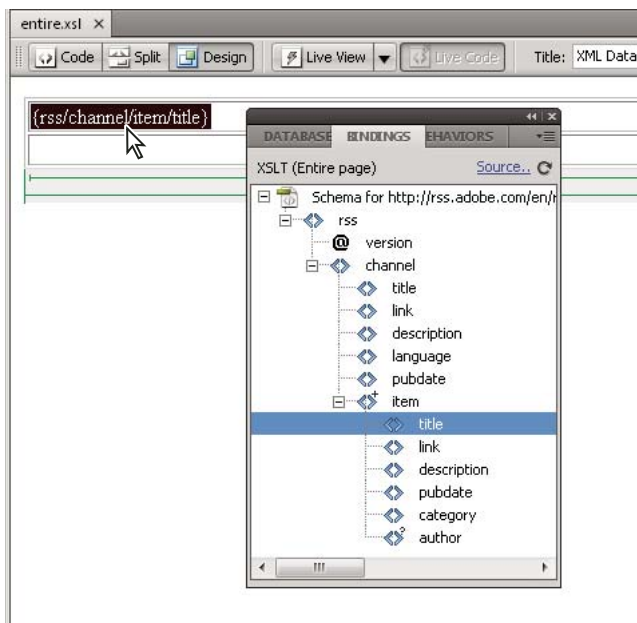 entire.xsl
Code Split Design Live View Live Code Title: XML Data
{rss/channel/item/title}
DATABASE BINDINGS EHAVIORS
XSLT (Entire page) Source..
Schema for http://rss.adobe.com/en/r
rss
@ version
channel
title
link
description
language
pubdate
item
title
link
description
pubdate
category
author